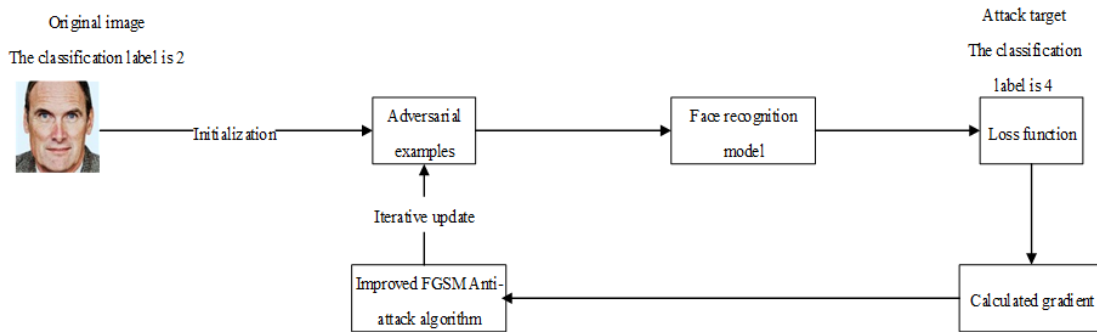 Original image
The classification label is 2
Attack target
The classification
label is 4
Initialization
Adversarial
examples
Face recognition
model
Loss function
Iterative update
Improved FGSM Anti-
attack algorithm
Calculated gradient